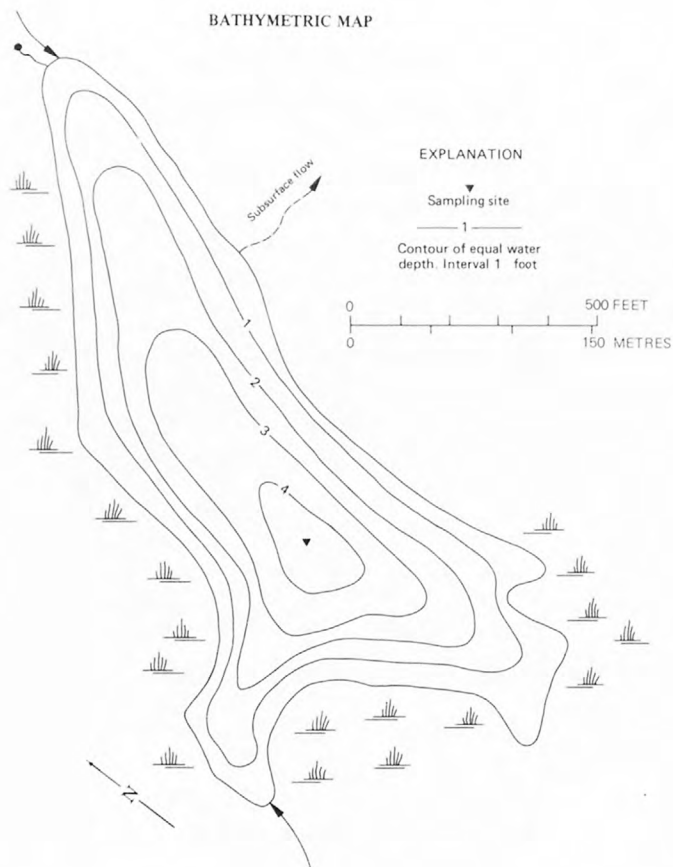 BATHYMETRIC MAP
Subsurface flow
EXPLANATION
Sampling site
1
Contour of equal water
depth. Interval 1 foot
0 500 FEET
0 150 METRES
1
2
3
4
N